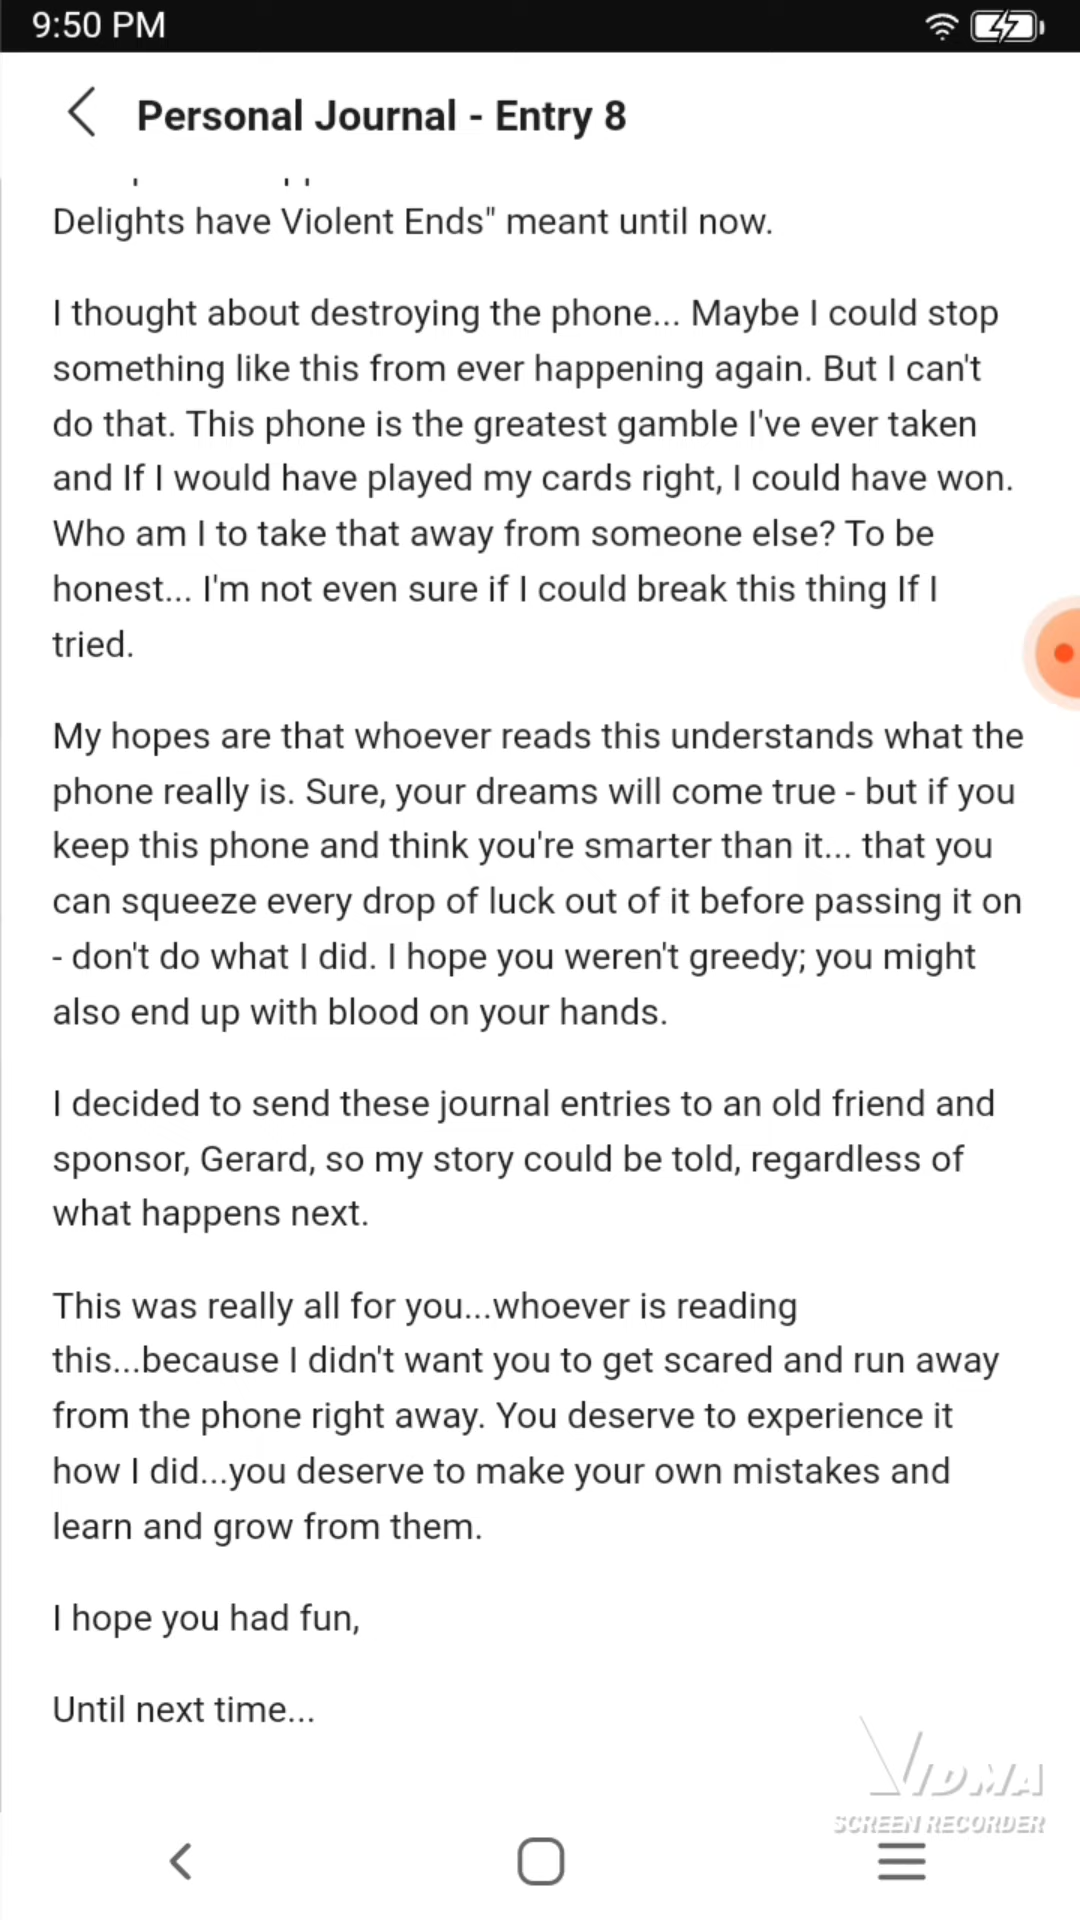 9:50 PM
Personal Journal - Entry 8
Delights have Violent Ends" meant until now.
I thought about destroying the phone... Maybe I could stop
something like this from ever happening again. But I can't
do that. This phone is the greatest gamble I've ever taken
and If I would have played my cards right, I could have won.
Who am I to take that away from someone else? To be
honest... I'm not even sure if I could break this thing If I
tried.
My hopes are that whoever reads this understands what the
phone really is. Sure, your dreams will come true - but if you
keep this phone and think you're smarter than it... that you
can squeeze every drop of luck out of it before passing it on
- don't do what I did. I hope you weren't greedy; you might
also end up with blood on your hands.
I decided to send these journal entries to an old friend and
sponsor, Gerard, so my story could be told, regardless of
what happens next.
This was really all for you...whoever is reading
this...because I didn't want you to get scared and run away
from the phone right away. You deserve to experience it
how I did...you deserve to make your own mistakes and
learn and grow from them.
I hope you had fun,
Until next time...
VIDMA
SCREEN RECORDER